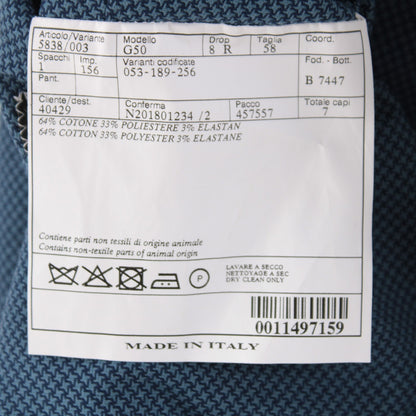 Articolo/Variante Modello Drop Taglia Coord.
5838/003 G50 8 R 58
Spacchi Imp. Varianti codificate Fod. - Bott.
1 156 053-189-256 B 7447
Pant.
Cliente/dest. Conferma Pacco Totale capi
40429 N201801234 /2 457557 7
64% COTONE 33% POLIESTERE 3% ELASTAN
64% COTTON 33% POLYESTER 3% ELASTANE
Contiene parti non tessili di origine animale
Contains non-textile parts of animal origin
P
LAVARE A SECCO
NETTOYAGE A SEC
DRY CLEAN ONLY
0011497159
MADE IN ITALY